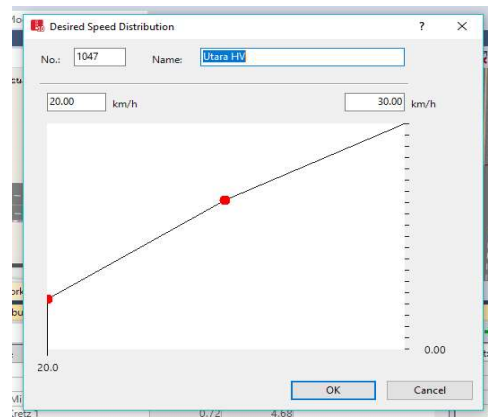 Desired Speed Distribution ? ×
No.: 1047 Name: Utara HV
20.00 km/h 30.00 km/h
0.00
20.0
OK Cancel
0.72 4.68